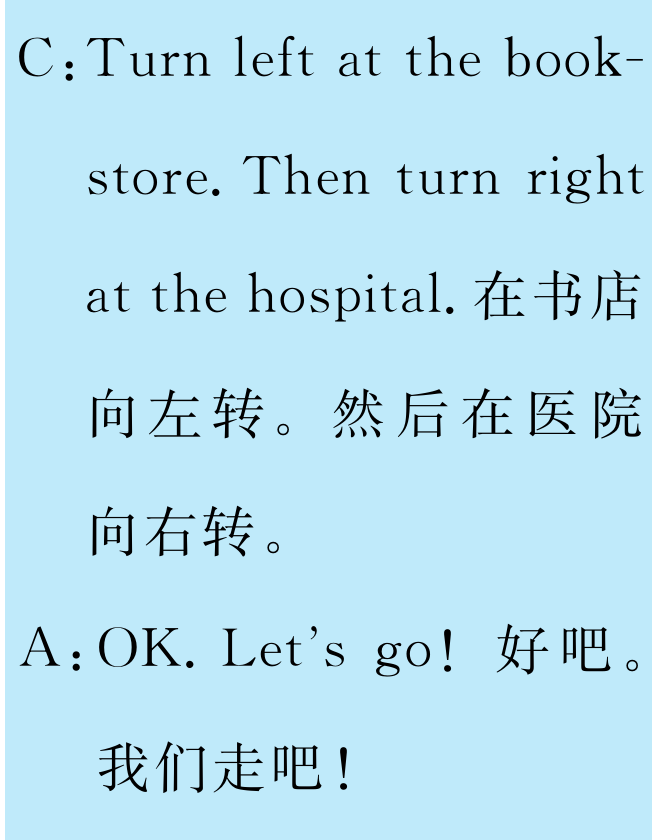 C:Turn left at the book-
store. Then turn right
at the hospital. 在书店
向左转。然后在医院
向右转。
A:OK. Let's go! 好吧。
我们走吧!